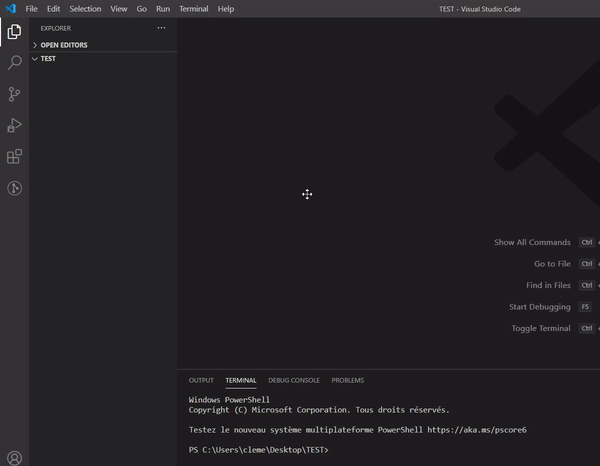 File Edit Selection View Go Run Terminal Help TEST - Visual Studio Code
EXPLORER ...
OPEN EDITORS
TEST
Show All Commands Ctrl
Go to File Ctrl
Find in Files Ctrl
Start Debugging F5
Toggle Terminal Ctrl
OUTPUT TERMINAL DEBUG CONSOLE PROBLEMS
Windows PowerShell
Copyright (C) Microsoft Corporation. Tous droits réservés.
Testez le nouveau système multiplateforme PowerShell https://aka.ms/pscore6
PS C:\Users\cleme\Desktop\TEST>